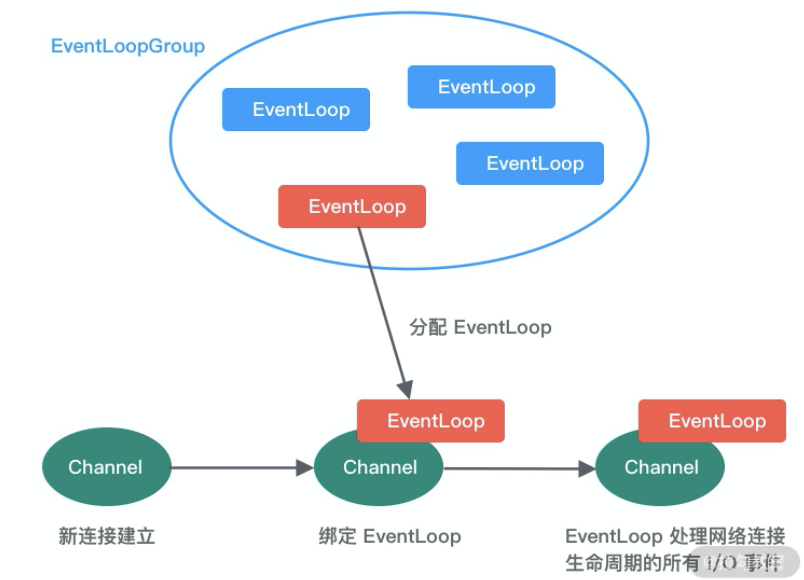 EventLoopGroup
EventLoop
EventLoop
EventLoop
EventLoop
分配 EventLoop
EventLoop
EventLoop
Channel
Channel
Channel
新连接建立
绑定 EventLoop
EventLoop 处理网络连接
生命周期的所有 I/O 事件